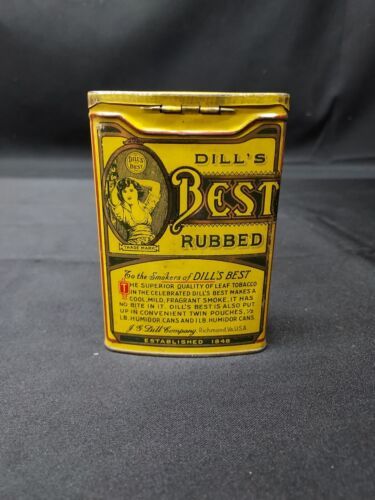 DILL'S
BEST
TRADE MARK
DILL'S
BEST
RUBBED
To the Smokers of DILL'S BEST
THE SUPERIOR QUALITY OF LEAF TOBACCO
IN THE CELEBRATED DILL'S BEST MAKES A
COOL, MILD, FRAGRANT SMOKE, IT HAS
NO BITE IN IT. DILL'S BEST IS ALSO PUT
UP IN CONVENIENT TWIN POUCHES, 1/2
LB. HUMIDOR CANS AND 1 LB. HUMIDOR CANS.
J.G. Dill Company, Richmond, Va. U.S.A.
ESTABLISHED 1848